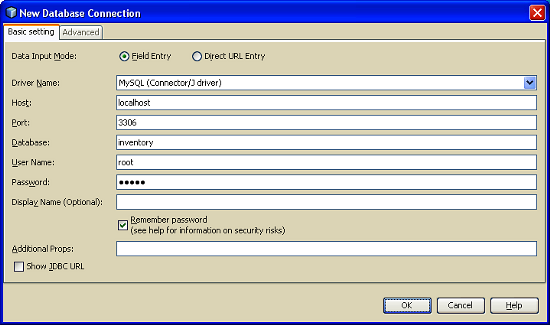 New Database Connection
Basic setting Advanced
Data Input Mode: Field Entry Direct URL Entry
Driver Name: MySQL (Connector/J driver)
Host: localhost
Port: 3306
Database: inventory
User Name: root
Password: ●●●●●
Display Name (Optional):
Remember password
(see help for information on security risks)
Additional Props:
Show JDBC URL
OK Cancel Help